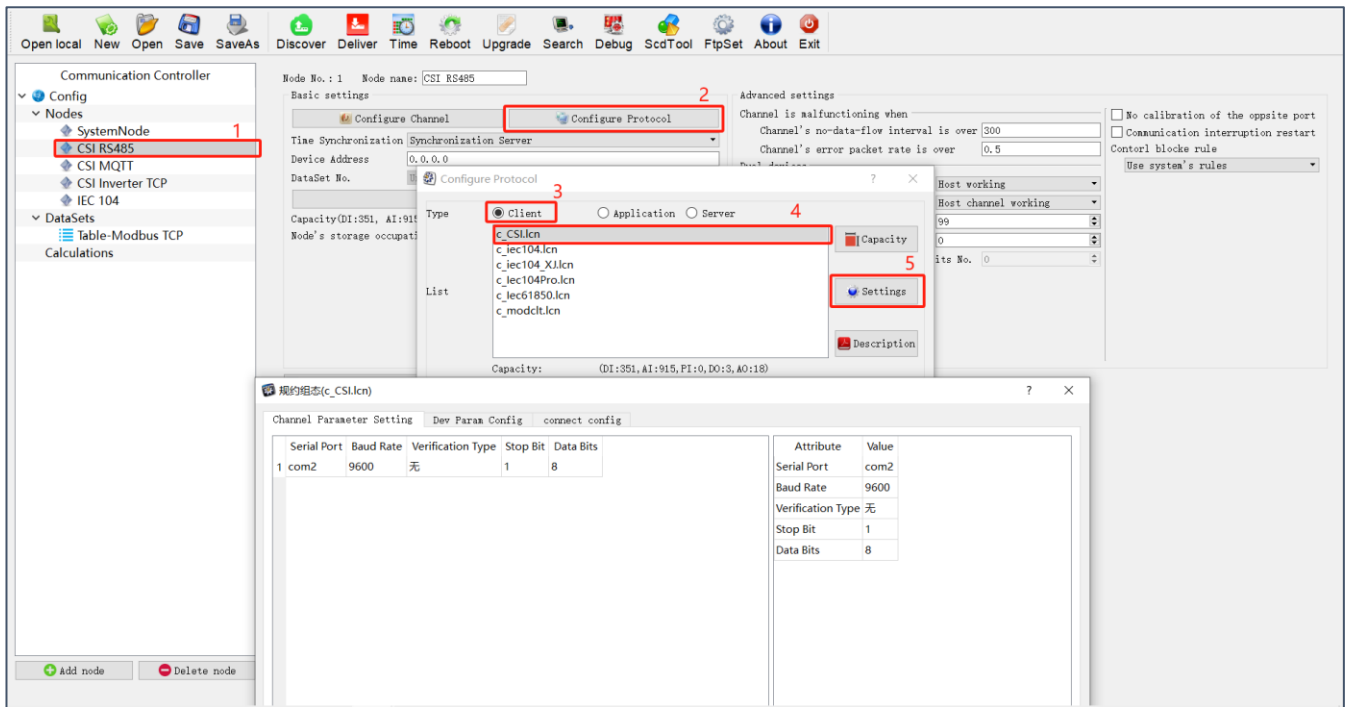 Open local New Open Save SaveAs Discover Deliver Time Reboot Upgrade Search Debug ScdTool FtpSet About Exit
Communication Controller
Config
Nodes
SystemNode
1
CSI RS485
CSI MQTT
CSI Inverter TCP
IEC 104
DataSets
Table-Modbus TCP
Calculations
Add node
Delete node
Node No.: 1 Node name: CSI RS485
Basic settings
2
Configure Channel
Configure Protocol
Time Synchronization Synchronization Server
Device Address 0.0.0.0
DataSet No.
Capacity(DI:351, AI:915
Node's storage occupati
Advanced settings
Channel is malfunctioning when
Channel's no-data-flow interval is over 300
Channel's error packet rate is over 0.5
Dual devices
Host working
Host channel working
99
0
its No. 0
No calibration of the oppsite port
Communication interruption restart
Contorl blocke rule
Use system's rules
Configure Protocol ? ×
3
Type Client Application Server
4
c_CSI.lcn
c_iec104.lcn
c_iec104_XJ.lcn
c_Iec104Pro.lcn
c_Iec61850.lcn
c_modclt.lcn
List
Capacity
5
Settings
Description
Capacity: (DI:351,AI:915,PI:0,DO:3,AO:18)
规约组态(c_CSI.lcn) ? ×
Channel Parameter Setting Dev Param Config connect config
Serial Port Baud Rate Verification Type Stop Bit Data Bits
1 com2 9600 无 1 8
Attribute Value
Serial Port com2
Baud Rate 9600
Verification Type 无
Stop Bit 1
Data Bits 8